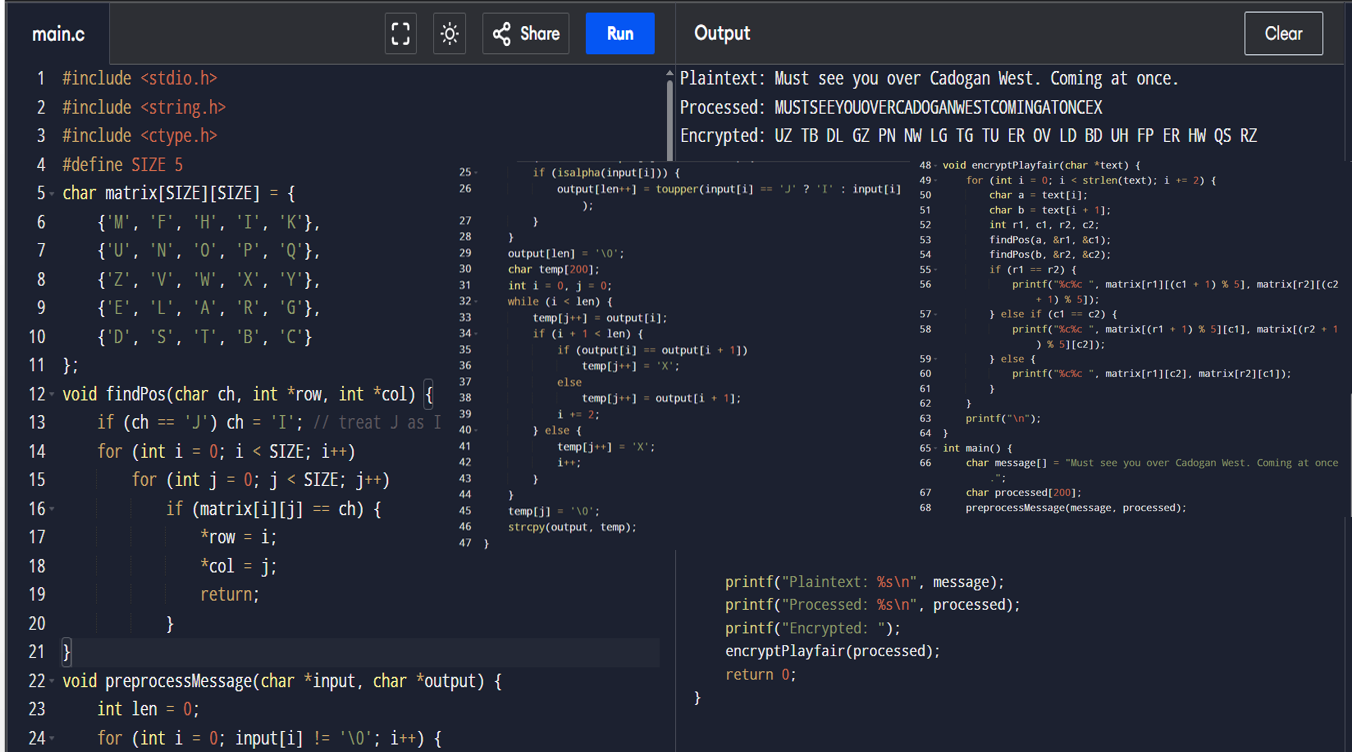 main.c
Share
Run
Output
Clear
1 #include <stdio.h>
2 #include <string.h>
3 #include <ctype.h>
4 #define SIZE 5
5 char matrix[SIZE][SIZE] = {
6 {'M', 'F', 'H', 'I', 'K'},
7 {'U', 'N', 'O', 'P', 'Q'},
8 {'Z', 'V', 'W', 'X', 'Y'},
9 {'E', 'L', 'A', 'R', 'G'},
10 {'D', 'S', 'T', 'B', 'C'}
11 };
12 void findPos(char ch, int *row, int *col) {
13 if (ch == 'J') ch = 'I'; // treat J as I
14 for (int i = 0; i < SIZE; i++)
15 for (int j = 0; j < SIZE; j++)
16 if (matrix[i][j] == ch) {
17 *row = i;
18 *col = j;
19 return;
20 }
21 }
22 void preprocessMessage(char *input, char *output) {
23 int len = 0;
24 for (int i = 0; input[i] != '\0'; i++) {
25 if (isalpha(input[i])) {
26 output[len++] = toupper(input[i] == 'J' ? 'I' : input[i]
);
27 }
28 }
29 output[len] = '\0';
30 char temp[200];
31 int i = 0, j = 0;
32 while (i < len) {
33 temp[j++] = output[i];
34 if (i + 1 < len) {
35 if (output[i] == output[i + 1])
36 temp[j++] = 'X';
37 else
38 temp[j++] = output[i + 1];
39 i += 2;
40 } else {
41 temp[j++] = 'X';
42 i++;
43 }
44 }
45 temp[j] = '\0';
46 strcpy(output, temp);
47 }
48 void encryptPlayfair(char *text) {
49 for (int i = 0; i < strlen(text); i += 2) {
50 char a = text[i];
51 char b = text[i + 1];
52 int r1, c1, r2, c2;
53 findPos(a, &r1, &c1);
54 findPos(b, &r2, &c2);
55 if (r1 == r2) {
56 printf("%c%c ", matrix[r1][(c1 + 1) % 5], matrix[r2][(c2
+ 1) % 5]);
57 } else if (c1 == c2) {
58 printf("%c%c ", matrix[(r1 + 1) % 5][c1], matrix[(r2 + 1
) % 5][c2]);
59 } else {
60 printf("%c%c ", matrix[r1][c2], matrix[r2][c1]);
61 }
62 }
63 printf("\n");
64 }
65 int main() {
66 char message[] = "Must see you over Cadogan West. Coming at once
.";
67 char processed[200];
68 preprocessMessage(message, processed);
printf("Plaintext: %s\n", message);
printf("Processed: %s\n", processed);
printf("Encrypted: ");
encryptPlayfair(processed);
return 0;
}
Plaintext: Must see you over Cadogan West. Coming at once.
Processed: MUSTSEEYOUOVERCADOGANWESTCOMINGATONCEX
Encrypted: UZ TB DL GZ PN NW LG TG TU ER OV LD BD UH FP ER HW QS RZ